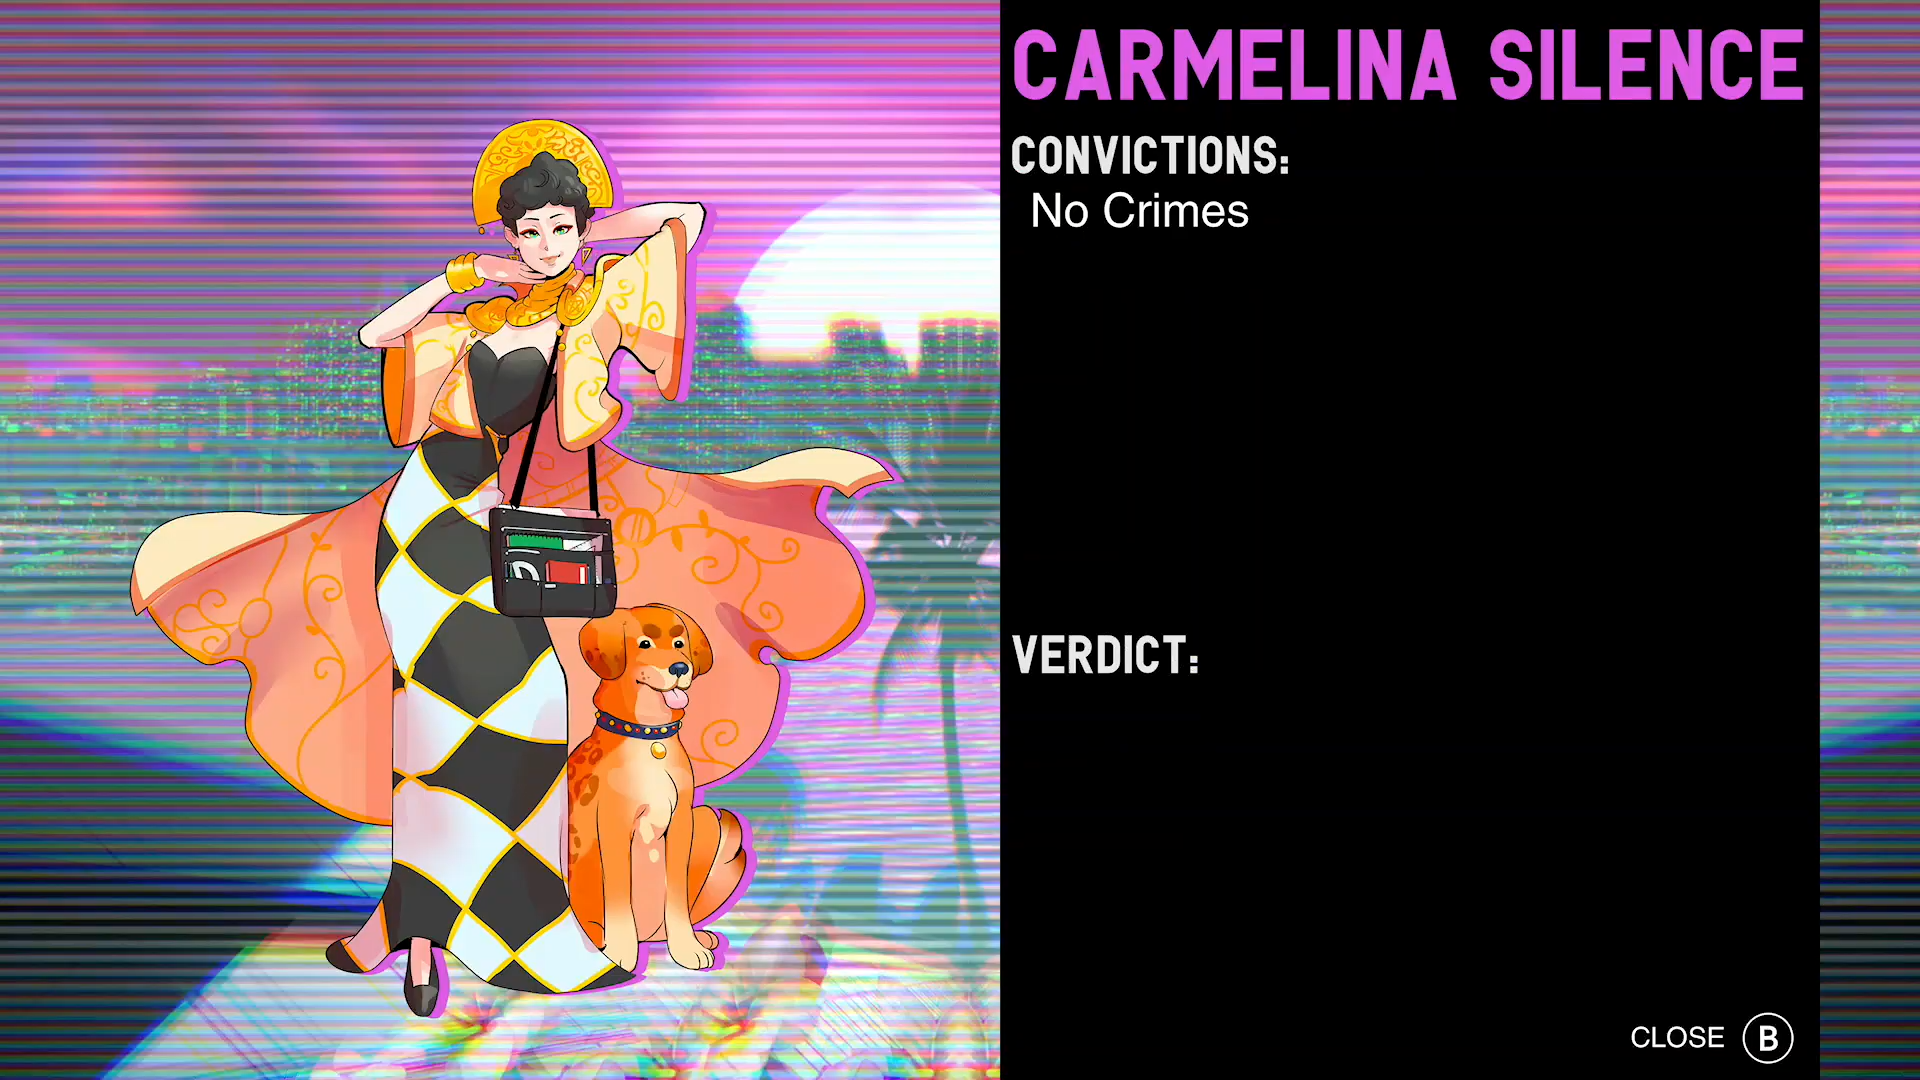 CARMELINA SILENCE
CONVICTIONS:
No Crimes
VERDICT:
CLOSE B